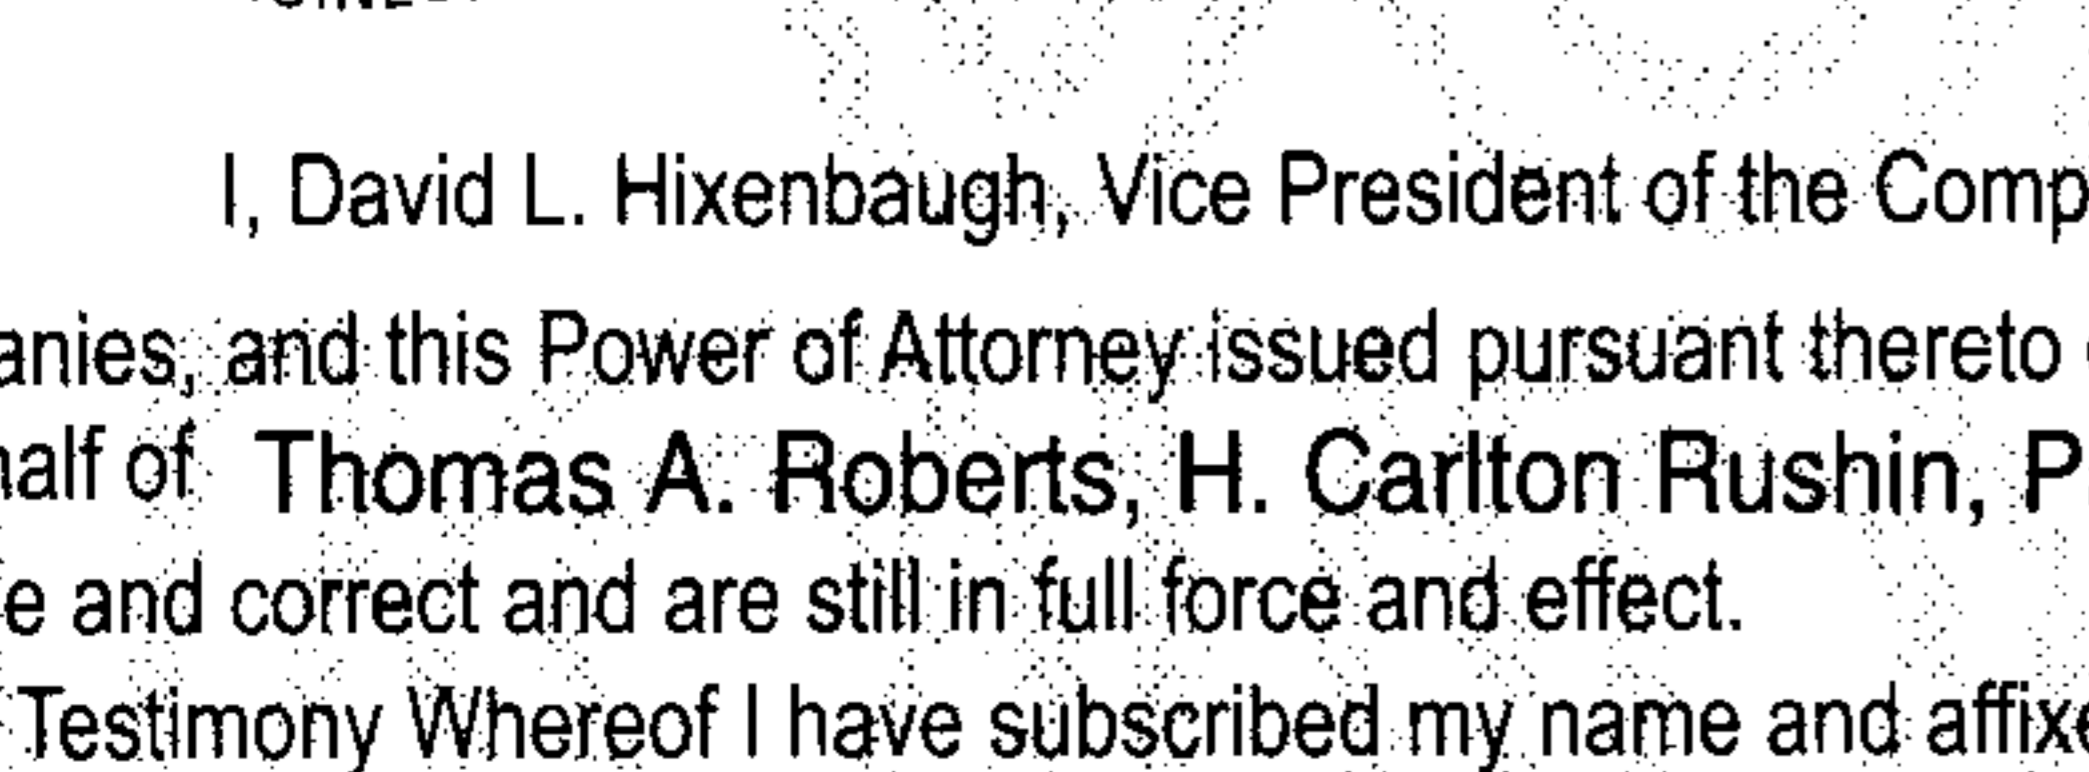 I, David L. Hixenbaugh, Vice President of the Comp
anies, and this Power of Attorney issued pursuant thereto
half of Thomas A. Roberts, H. Carlton Rushin, P
e and correct and are still in full force and effect.
Testimony Whereof I have subscribed my name and affixe